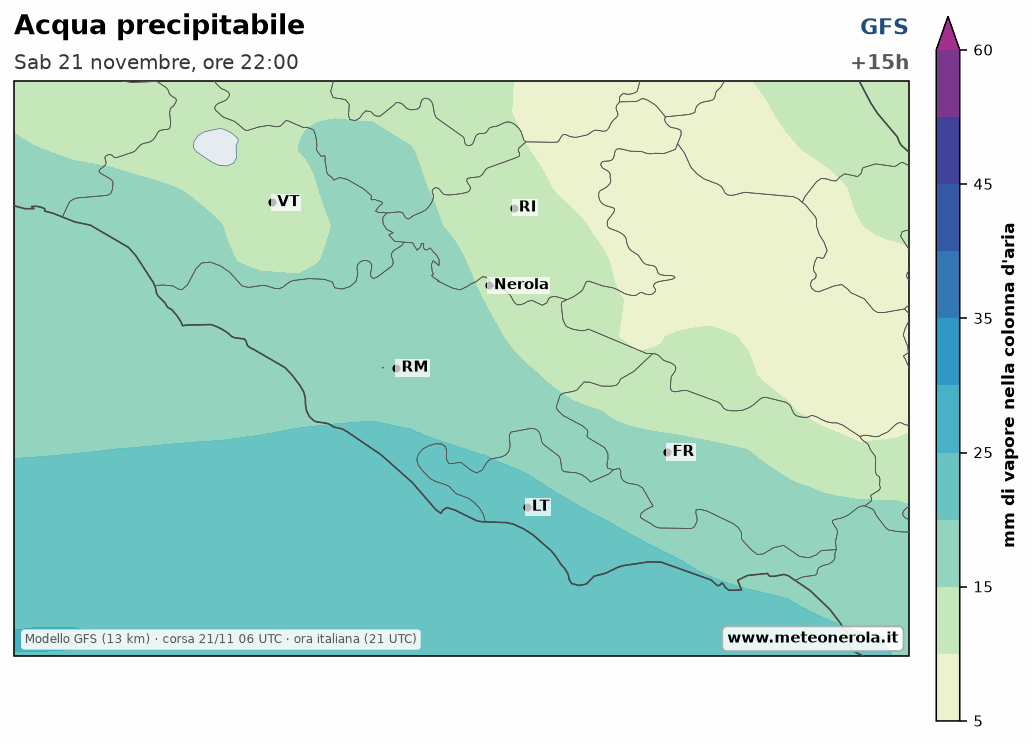 Acqua precipitabile
GFS
Sab 21 novembre, ore 22:00
+15h
60
45
35
25
15
5
mm di vapore nella colonna d'aria
VT
RI
Nerola
RM
FR
LT
Modello GFS (13 km) · corsa 21/11 06 UTC · ora italiana (21 UTC)
www.meteonerola.it